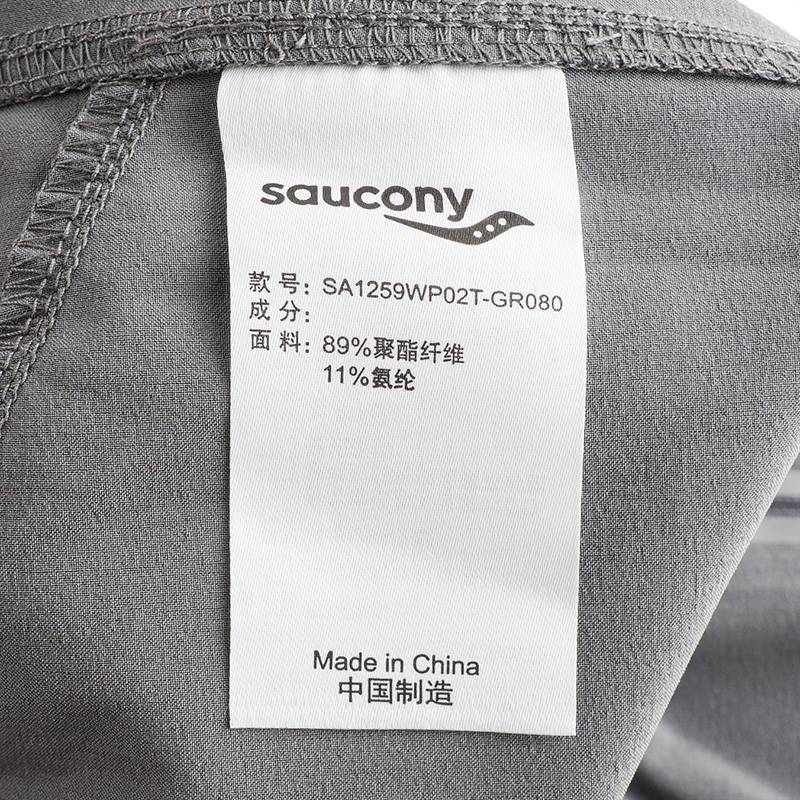 saucony
款号: SA1259WP02T-GR080
成分:
面料: 89%聚酯纤维
11%氨纶
Made in China
中国制造